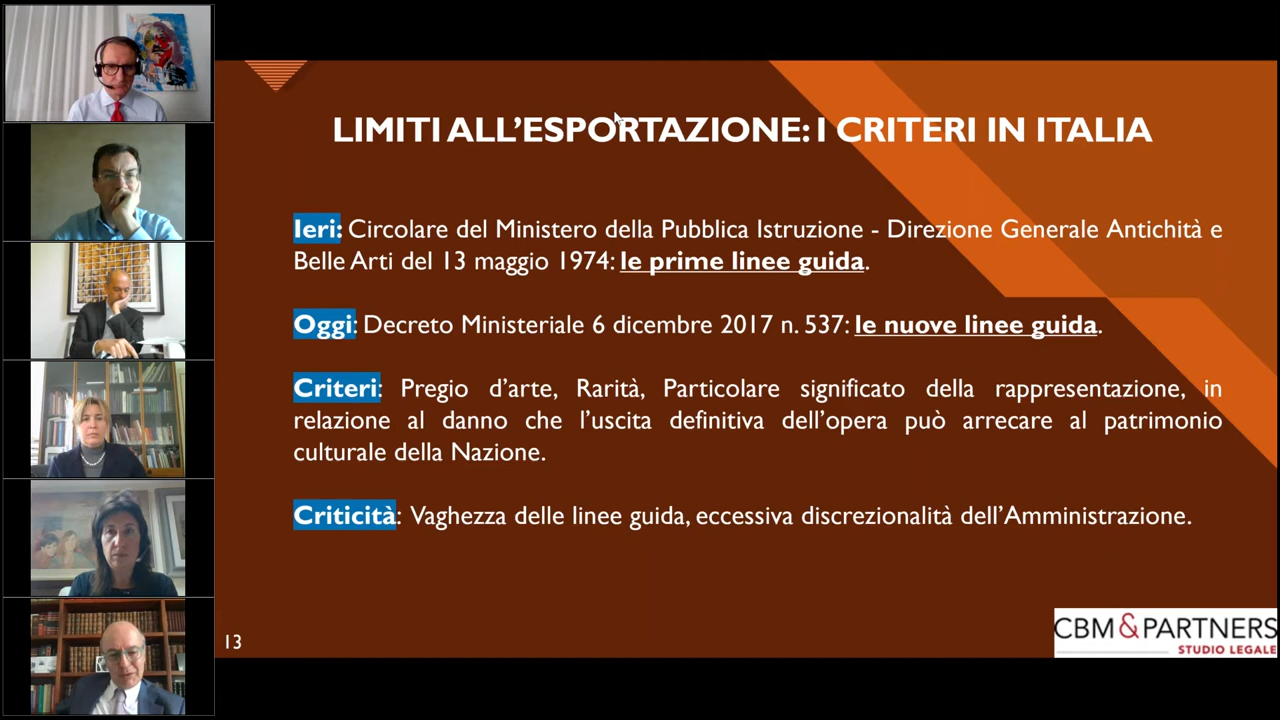 LIMITI ALL’ESPORTAZIONE: I CRITERI IN ITALIA
Ieri: Circolare del Ministero della Pubblica Istruzione - Direzione Generale Antichità e
Belle Arti del 13 maggio 1974: le prime linee guida.
Oggi: Decreto Ministeriale 6 dicembre 2017 n. 537: le nuove linee guida.
Criteri: Pregio d’arte, Rarità, Particolare significato della rappresentazione, in
relazione al danno che l’uscita definitiva dell’opera può arrecare al patrimonio
culturale della Nazione.
Criticità: Vaghezza delle linee guida, eccessiva discrezionalità dell’Amministrazione.
13
CBM&PARTNERS
STUDIO LEGALE